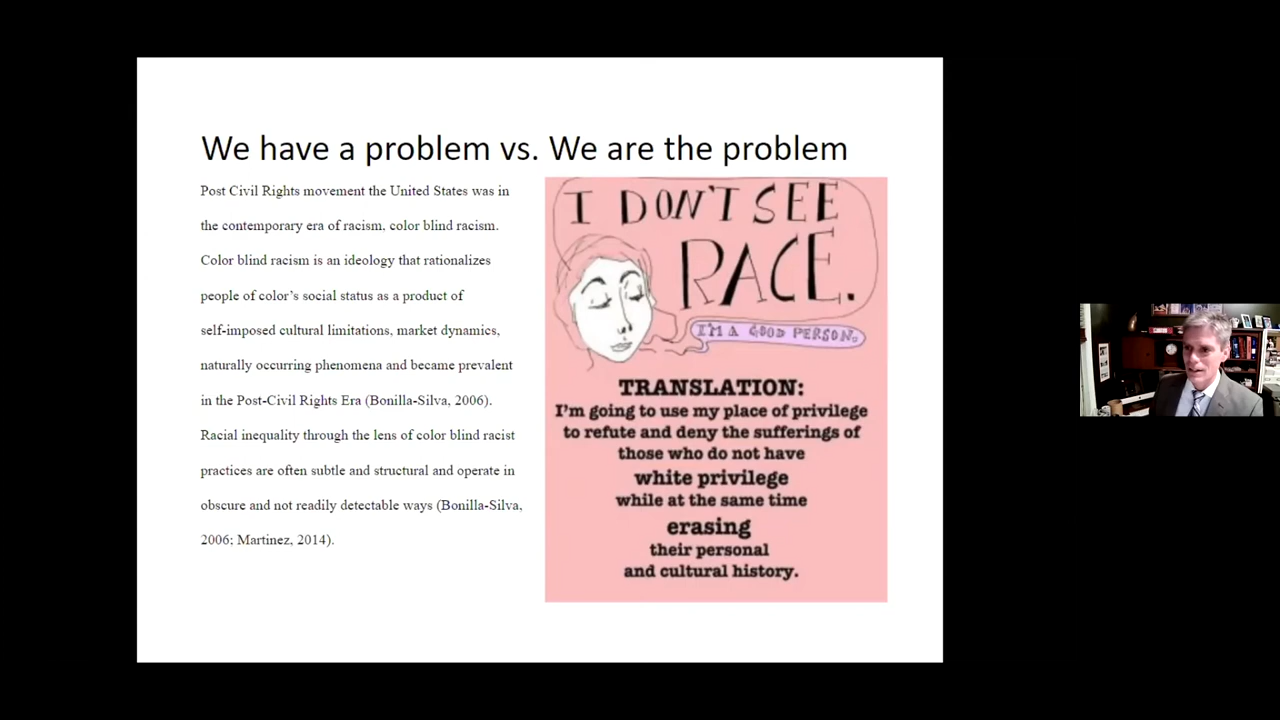 We have a problem vs. We are the problem
Post Civil Rights movement the United States was in
the contemporary era of racism, color blind racism.
Color blind racism is an ideology that rationalizes
people of color’s social status as a product of
self-imposed cultural limitations, market dynamics,
naturally occurring phenomena and became prevalent
in the Post-Civil Rights Era (Bonilla-Silva, 2006).
Racial inequality through the lens of color blind racist
practices are often subtle and structural and operate in
obscure and not readily detectable ways (Bonilla-Silva,
2006; Martinez, 2014).
I DON'T SEE
RACE.
I'M A GOOD PERSON.
TRANSLATION:
I'm going to use my place of privilege
to refute and deny the sufferings of
those who do not have
white privilege
while at the same time
erasing
their personal
and cultural history.